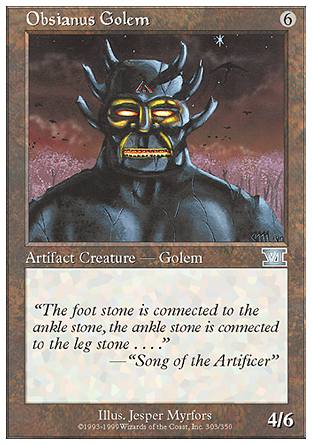 Obsianus Golem 6
Artifact Creature — Golem VI
“The foot stone is connected to the
ankle stone, the ankle stone is connected
to the leg stone . . . .”
—“Song of the Artificer”
Illus. Jesper Myrfors
©1993-1999 Wizards of the Coast, Inc. 303/350
4/6